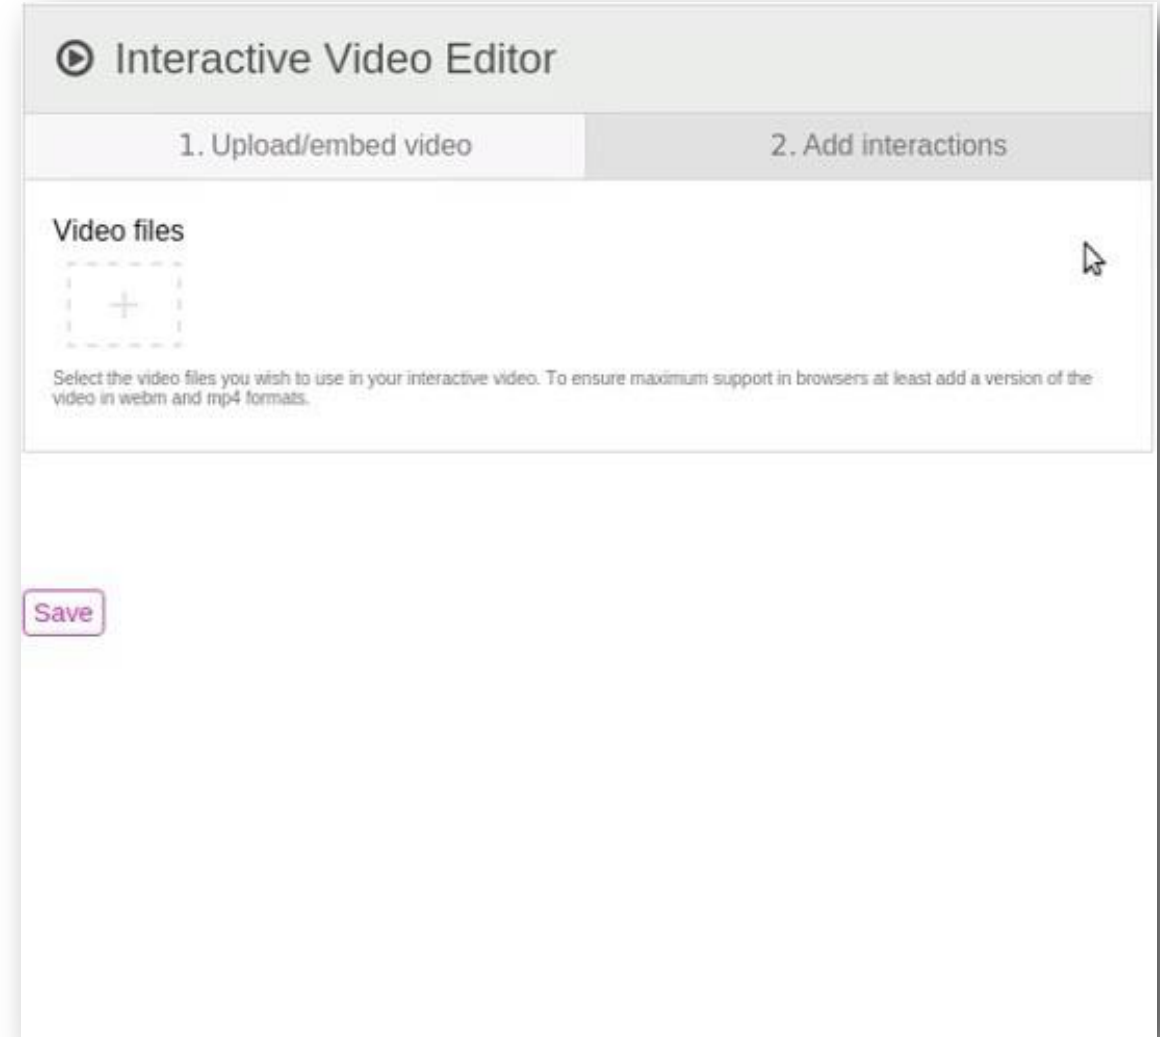 Interactive Video Editor
1. Upload/embed video
2. Add interactions
Video files
Select the video files you wish to use in your interactive video. To ensure maximum support in browsers at least add a version of the
video in webm and mp4 formats.
Save